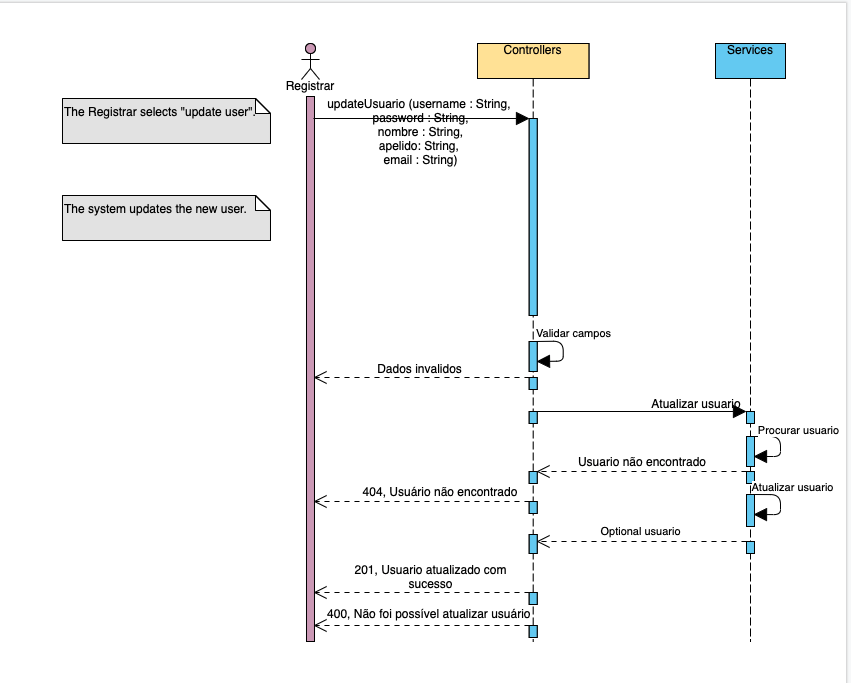 Controllers
Services
Registrar
The Registrar selects "update user".
updateUsuario (username : String,
password : String,
nombre : String,
apelido: String,
email : String)
The system updates the new user.
Validar campos
Dados invalidos
Atualizar usuario
Procurar usuario
Usuario não encontrado
Atualizar usuario
404, Usuário não encontrado
Optional usuario
201, Usuario atualizado com
sucesso
400, Não foi possível atualizar usuário